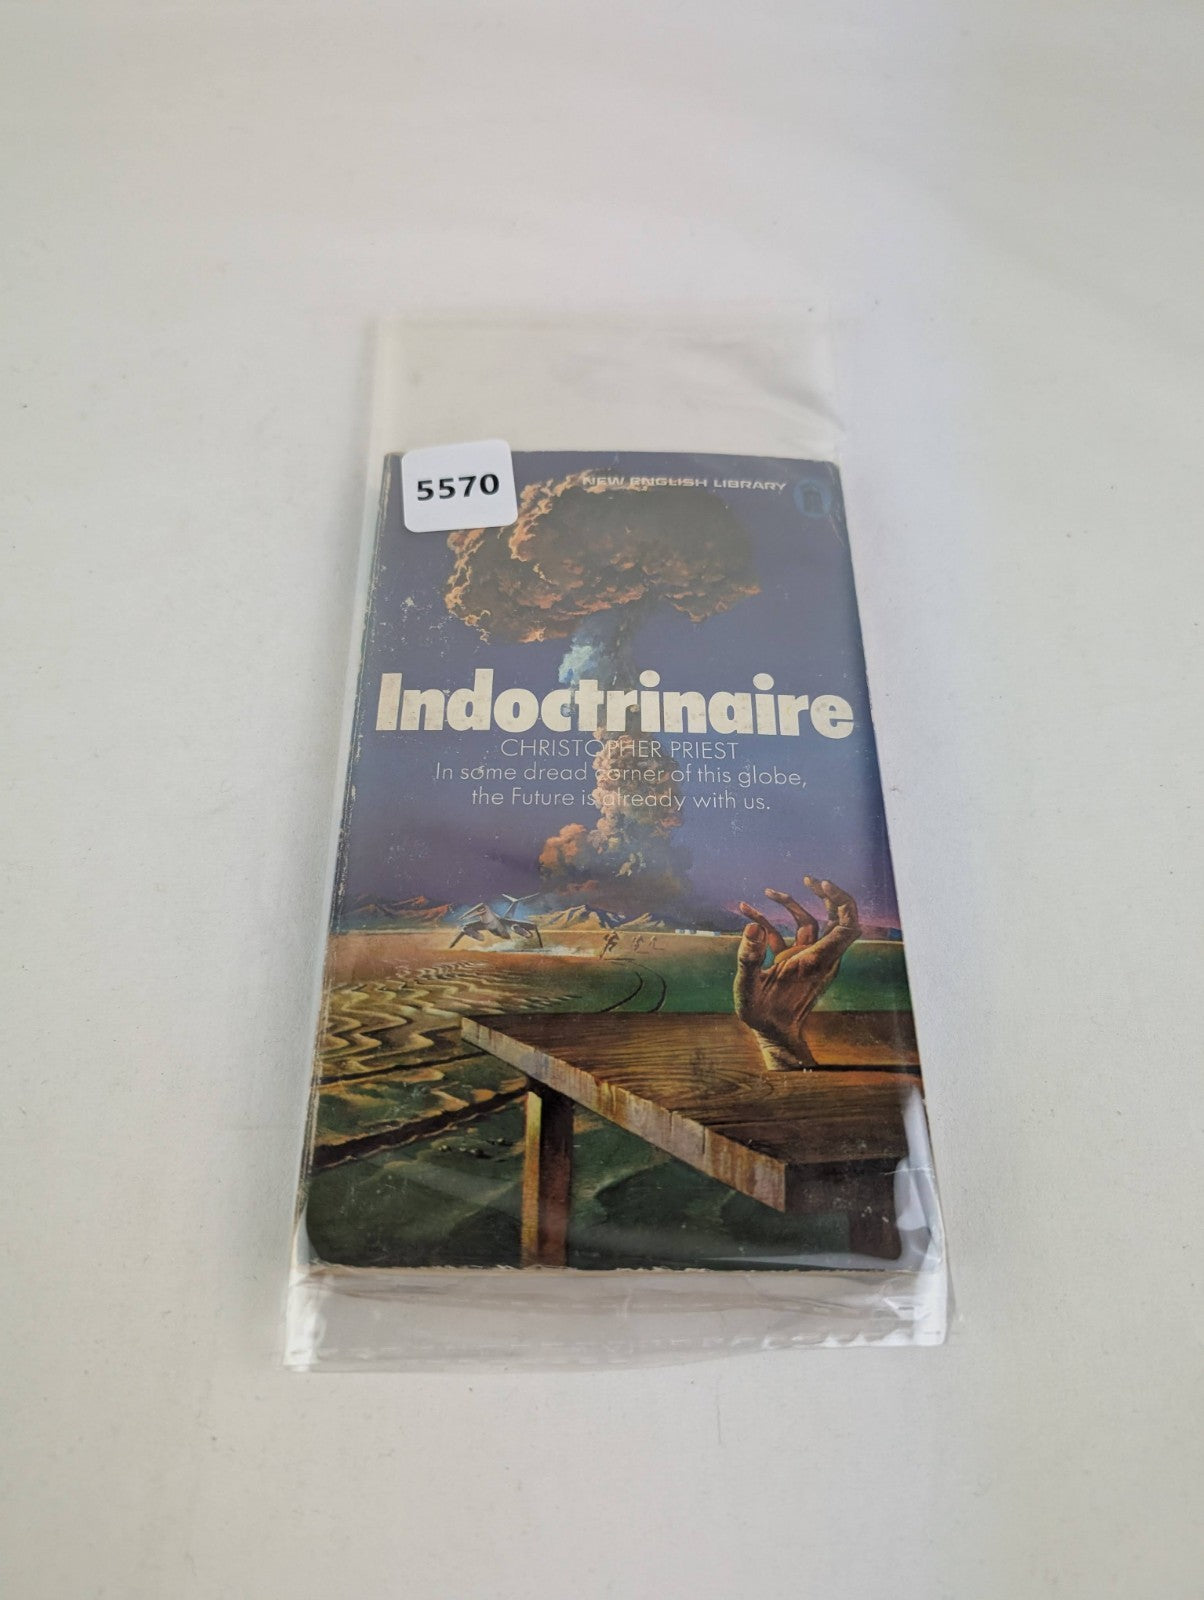 5570
NEW ENGLISH LIBRARY
Indoctrinaire
CHRISTOPHER PRIEST
In some dread corner of this globe,
the Future is already with us.